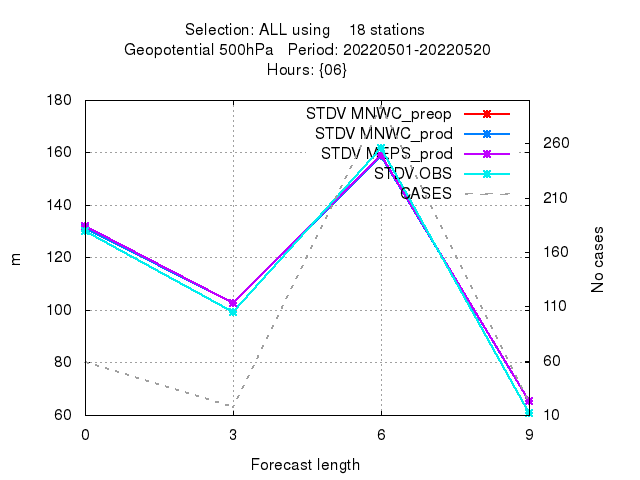 Selection: ALL using 18 stations
Geopotential 500hPa Period: 20220501-20220520
Hours: {06}
STDV MNWC_preop
STDV MNWC_prod
STDV MEPS_prod
STDV OBS
CASES
180
160
140
120
100
80
60
m
260
210
160
110
60
10
No cases
0 3 6 9
Forecast length